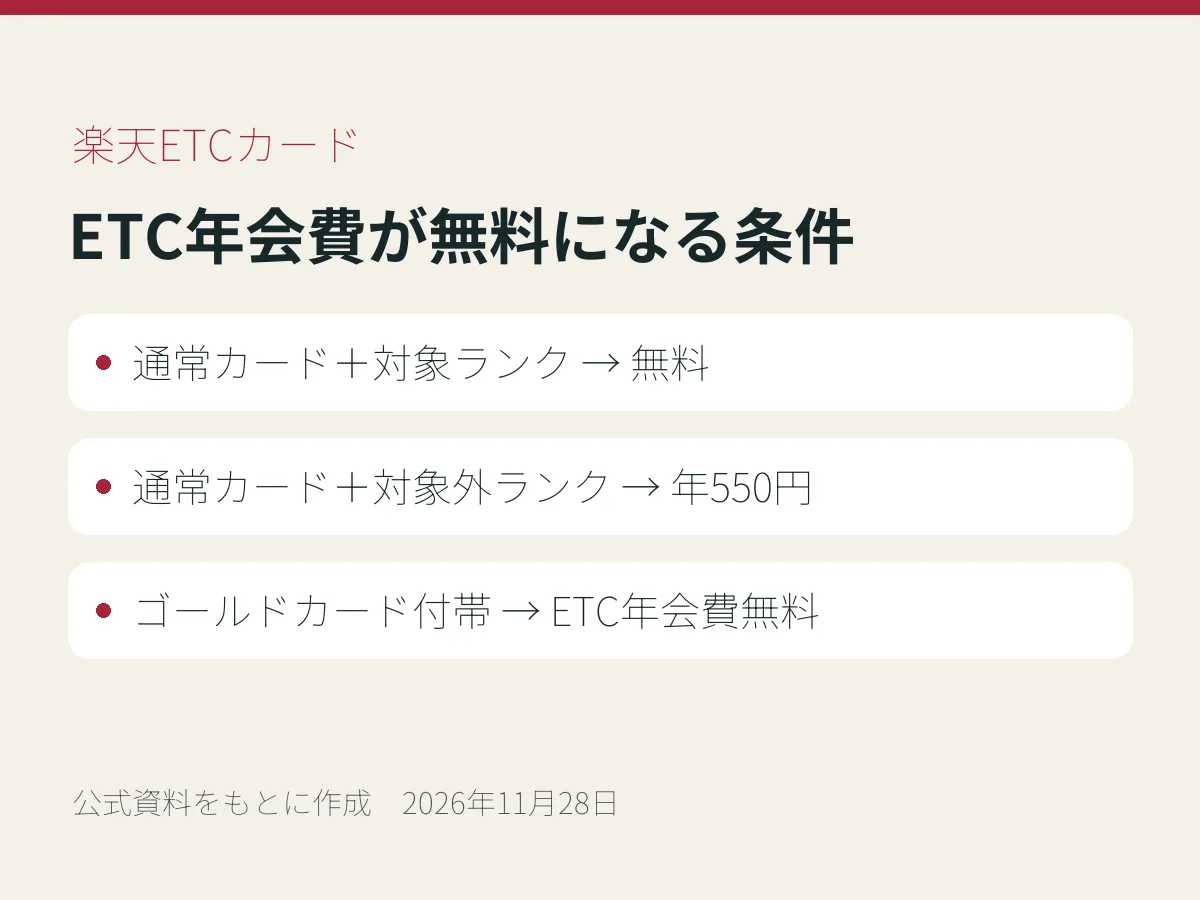 楽天ETCカード
ETC年会費が無料になる条件
通常カード＋対象ランク → 無料
通常カード＋対象外ランク → 年550円
ゴールドカード付帯 → ETC年会費無料
公式資料をもとに作成　2026年11月28日